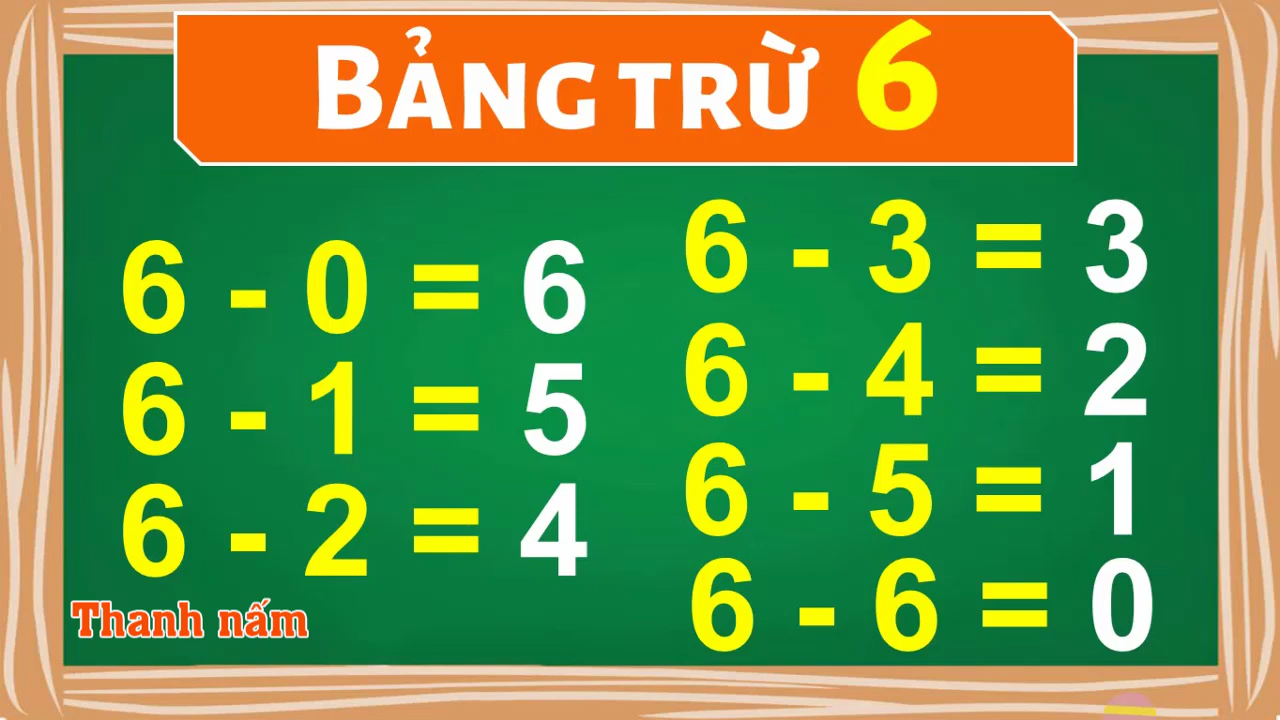 BẢNG TRỪ 6
6 - 0 = 6
6 - 1 = 5
6 - 2 = 4
6 - 3 = 3
6 - 4 = 2
6 - 5 = 1
6 - 6 = 0
Thanh nấm